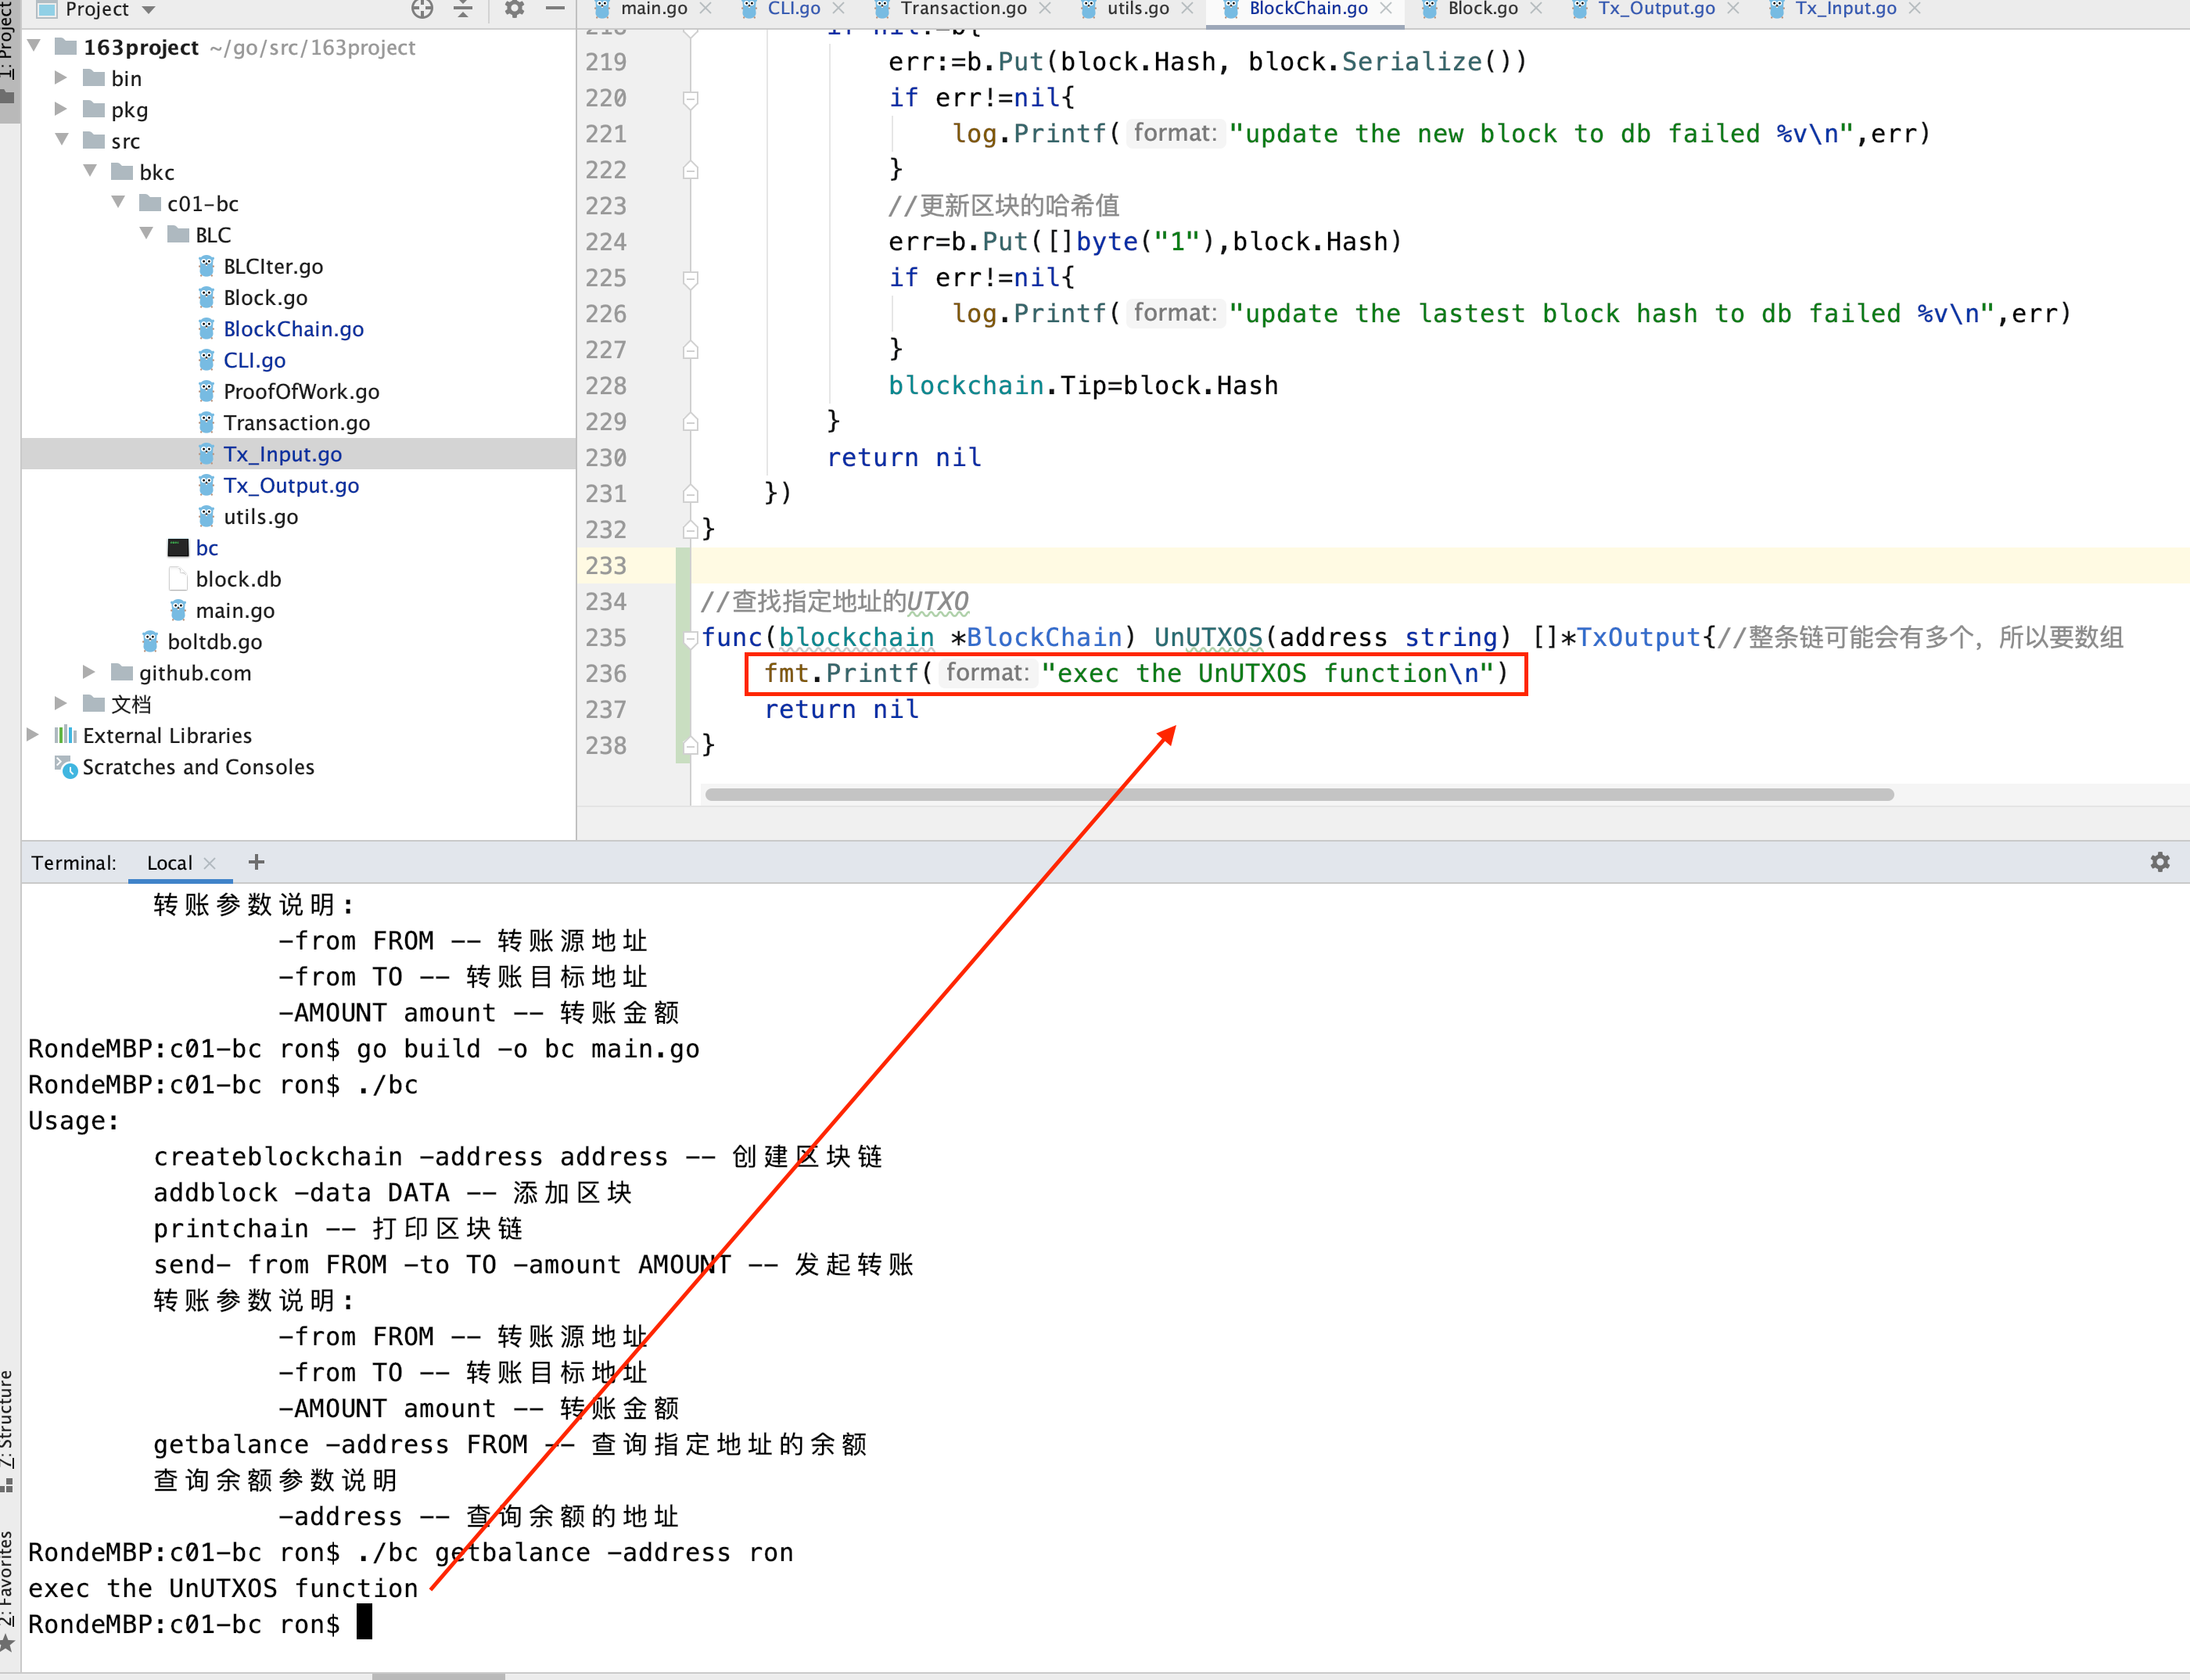 Project
main.go
CLI.go
Transaction.go
utils.go
BlockChain.go
Block.go
Tx_Output.go
Tx_Input.go
1: Project
163project ~/go/src/163project
bin
pkg
src
bkc
c01-bc
BLC
BLCIter.go
Block.go
BlockChain.go
CLI.go
ProofOfWork.go
Transaction.go
Tx_Input.go
Tx_Output.go
utils.go
bc
block.db
main.go
boltdb.go
github.com
文档
External Libraries
Scratches and Consoles
218 if nil!=b{
219 err:=b.Put(block.Hash, block.Serialize())
220 if err!=nil{
221 log.Printf( format: "update the new block to db failed %v\n",err)
222 }
223 //更新区块的哈希值
224 err=b.Put([]byte("1"),block.Hash)
225 if err!=nil{
226 log.Printf( format: "update the lastest block hash to db failed %v\n",err)
227 }
228 blockchain.Tip=block.Hash
229 }
230 return nil
231 })
232 }
233
234 //查找指定地址的UTXO
235 func(blockchain *BlockChain) UnUTXOS(address string) []*TxOutput{//整条链可能会有多个，所以要数组
236 fmt.Printf( format: "exec the UnUTXOS function\n")
237 return nil
238 }
Terminal: Local +
转账参数说明:
-from FROM -- 转账源地址
-from TO -- 转账目标地址
-AMOUNT amount -- 转账金额
RondeMBP:c01-bc ron$ go build -o bc main.go
RondeMBP:c01-bc ron$ ./bc
Usage:
createblockchain -address address -- 创建区块链
addblock -data DATA -- 添加区块
printchain -- 打印区块链
send- from FROM -to TO -amount AMOUNT -- 发起转账
转账参数说明:
-from FROM -- 转账源地址
-from TO -- 转账目标地址
-AMOUNT amount -- 转账金额
getbalance -address FROM -- 查询指定地址的余额
查询余额参数说明
-address -- 查询余额的地址
RondeMBP:c01-bc ron$ ./bc getbalance -address ron
exec the UnUTXOS function
RondeMBP:c01-bc ron$
7: Structure
2: Favorites